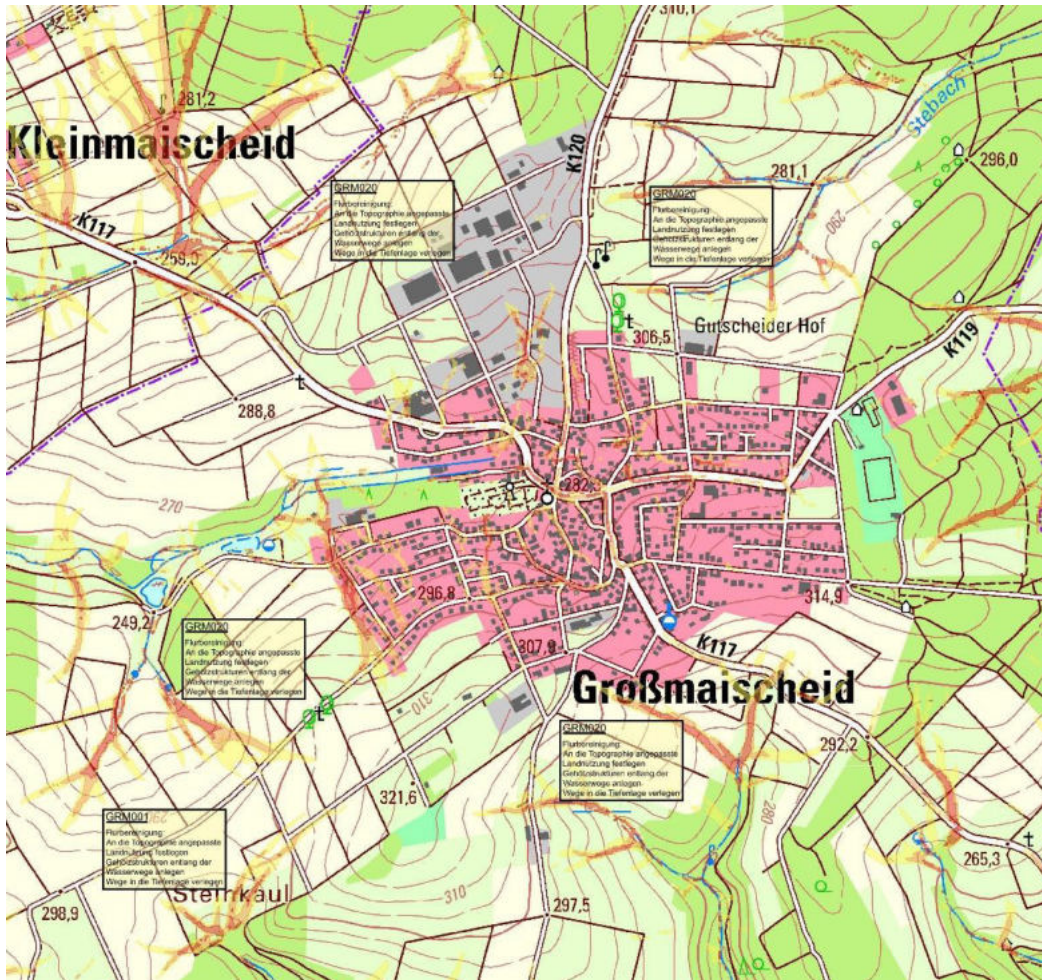 310,1
281,2
Kleinmaischeid
K117
K120
Stebach
296,0
281,1
290
GRM020
Flurbereinigung:
An die Topographie angepasste
Landnutzung festlegen
Gehölzstrukturen entlang der
Wasserwege anlegen
Wege in die Tiefenlage verlegen
GRM020
Flurbereinigung:
An die Topographie angepasste
Landnutzung festlegen
Gehölzstrukturen entlang der
Wasserwege anlegen
Wege in die Tiefenlage verlegen
Gutscheider Hof
306,5
K119
288,8
270
282,
296,8
314,9
249,2
307,9
K117
GRM020
Flurbereinigung:
An die Topographie angepasste
Landnutzung festlegen
Gehölzstrukturen entlang der
Wasserwege anlegen
Wege in die Tiefenlage verlegen
310
Großmaischeid
GRM020
Flurbereinigung:
An die Topographie angepasste
Landnutzung festlegen
Gehölzstrukturen entlang der
Wasserwege anlegen
Wege in die Tiefenlage verlegen
292,2
321,6
280
GRM001
Flurbereinigung:
An die Topographie angepasste
Landnutzung festlegen
Gehölzstrukturen entlang der
Wasserwege anlegen
Wege in die Tiefenlage verlegen
265,3
Steinkaul
310
298,9
297,5